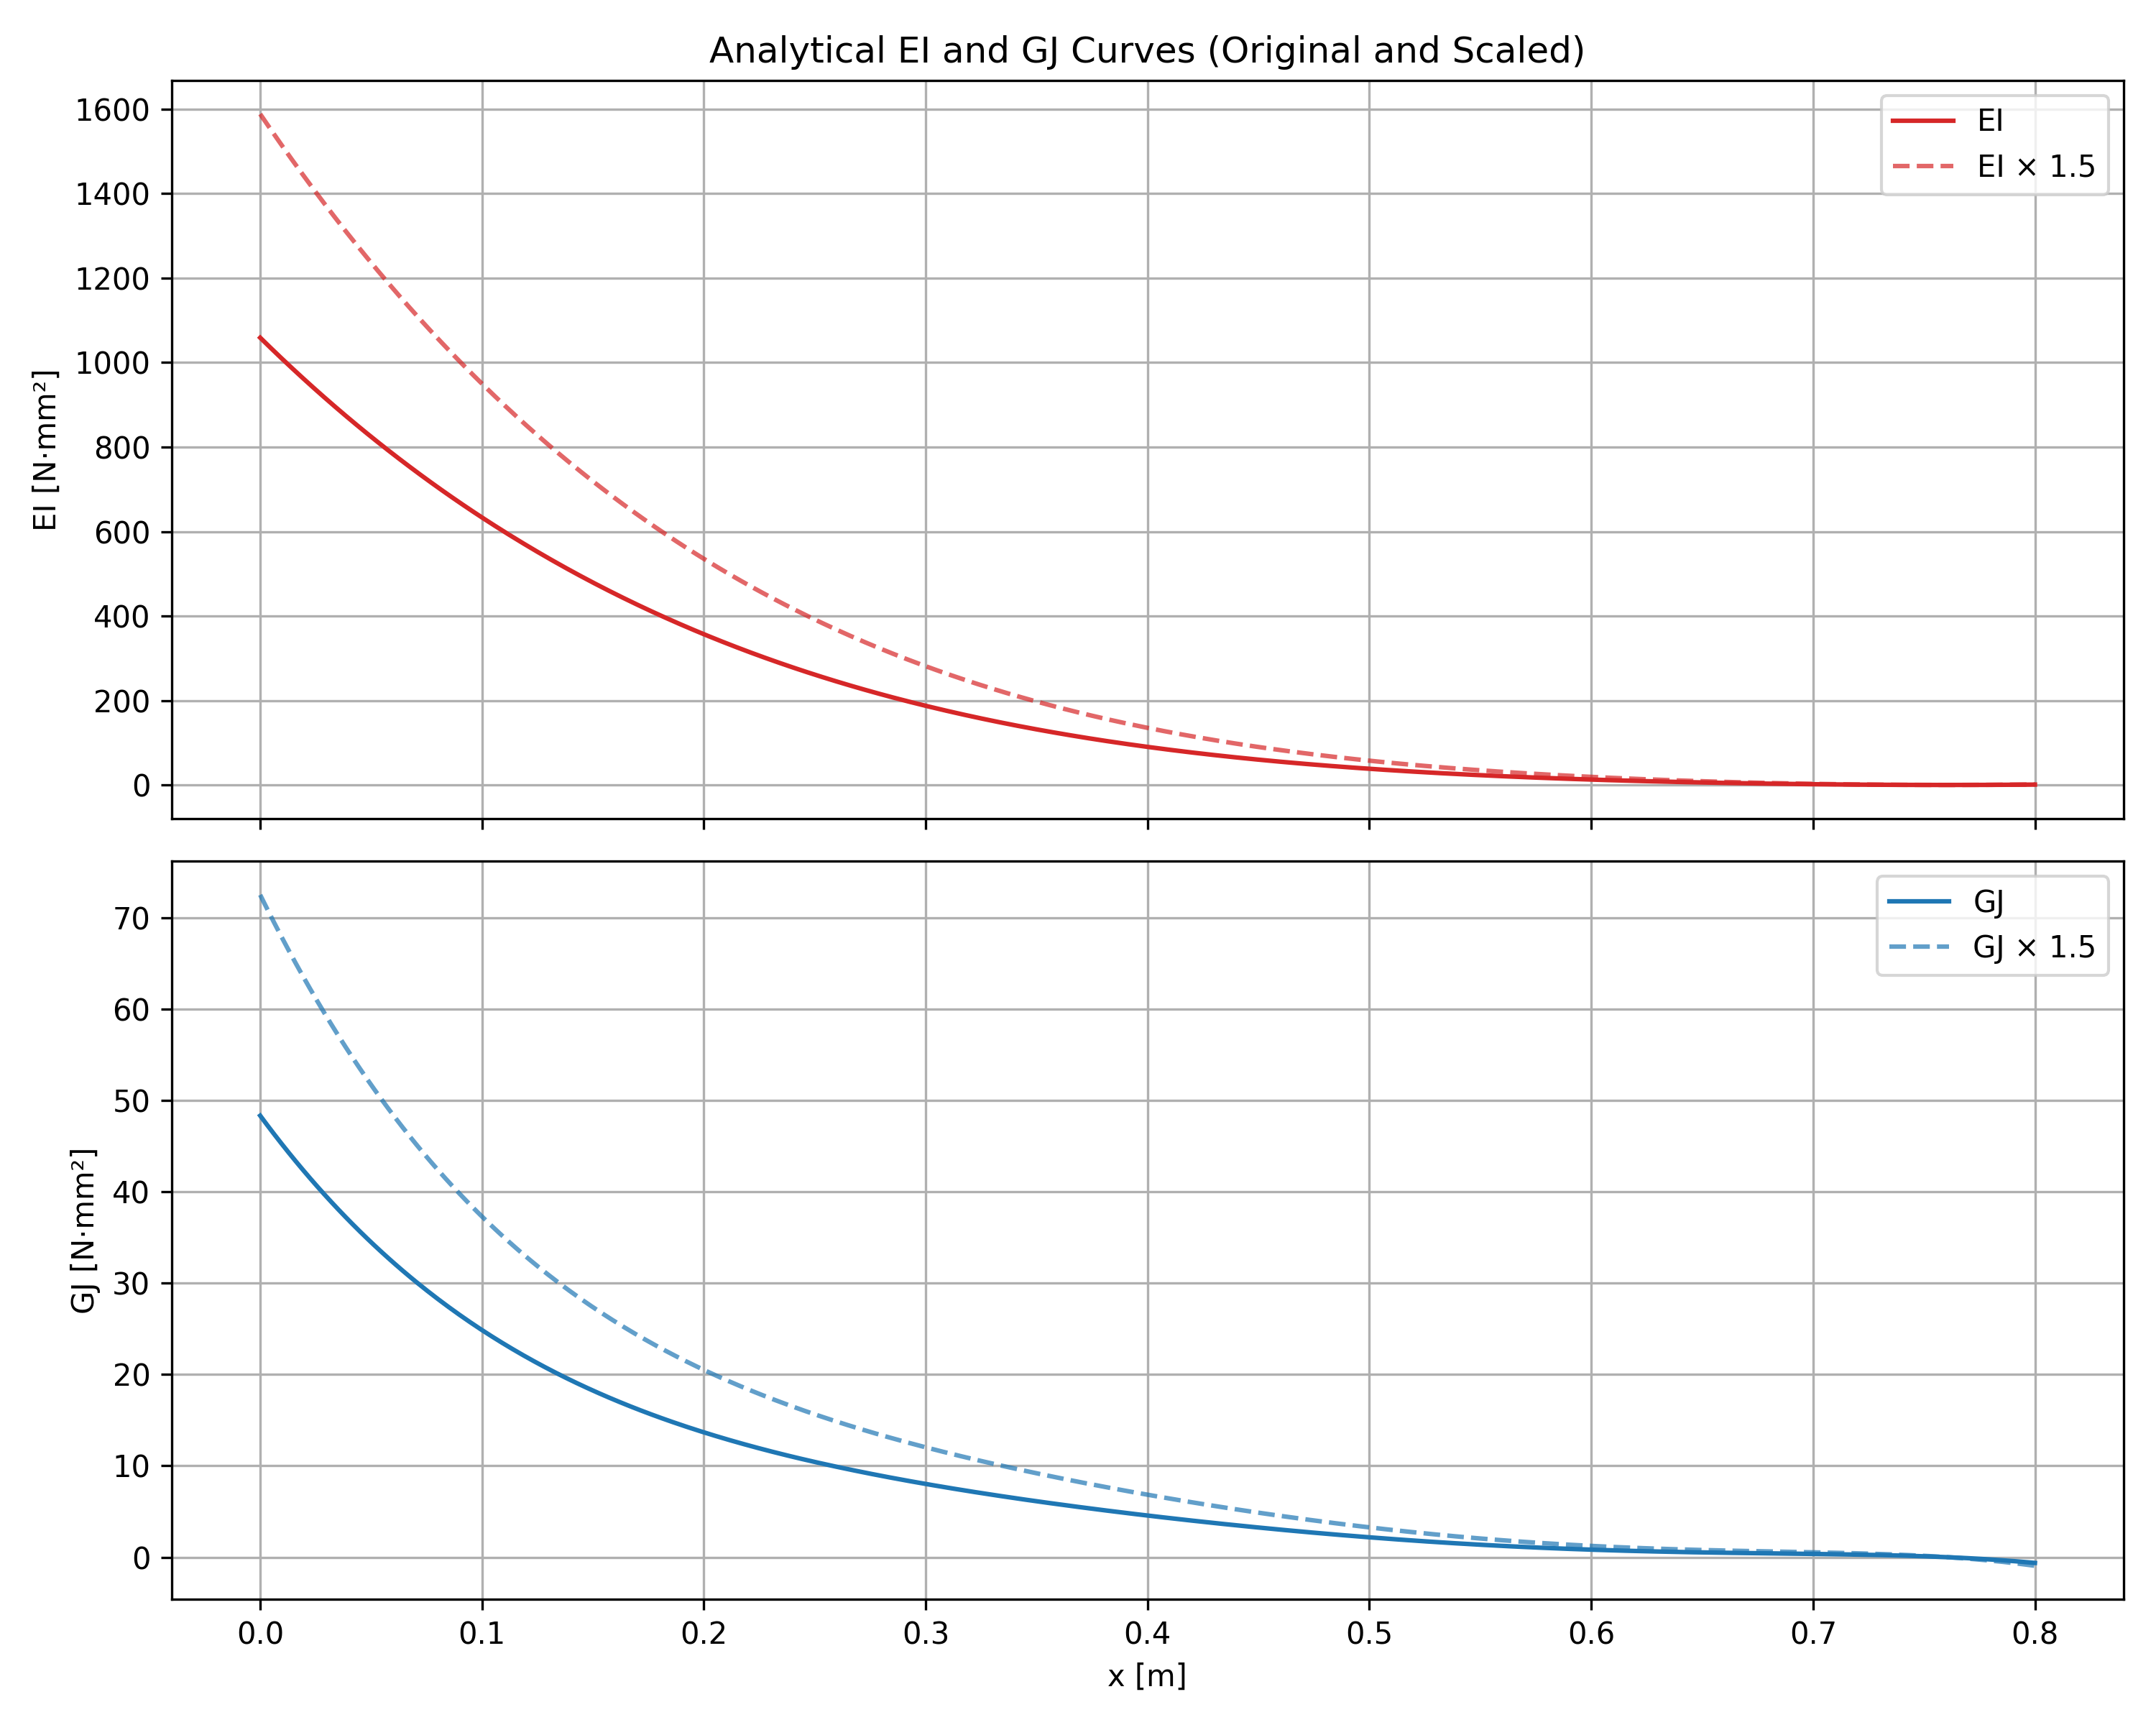 Analytical EI and GJ Curves (Original and Scaled)
1600
1400
1200
1000
800
600
400
200
0
EI [N·mm²]
EI
EI × 1.5
70
60
50
40
30
20
10
0
GJ [N·mm²]
GJ
GJ × 1.5
0.0 0.1 0.2 0.3 0.4 0.5 0.6 0.7 0.8
x [m]